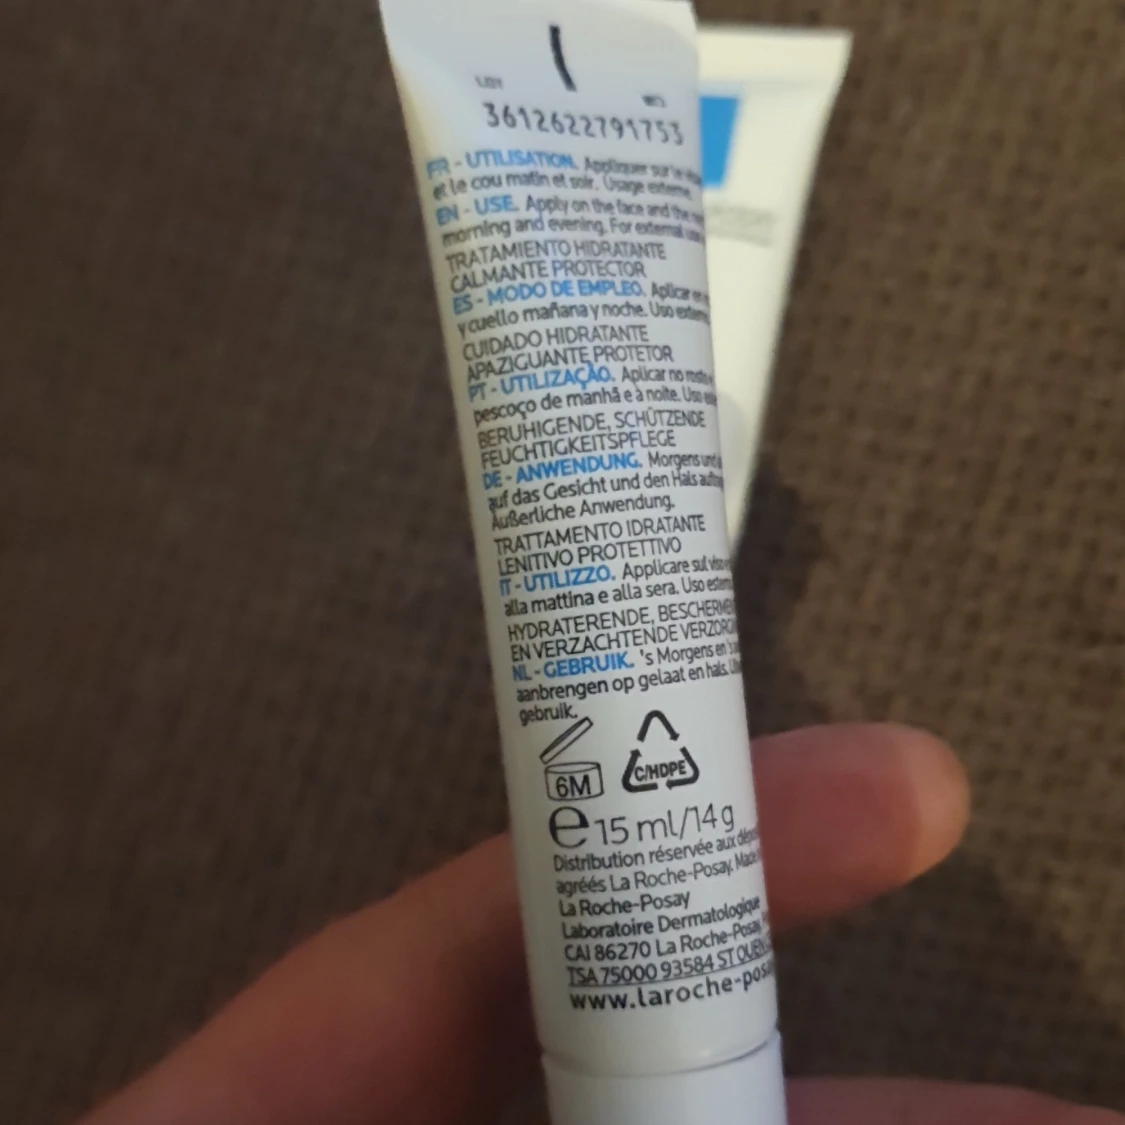 LOT
3612622791753
FR - UTILISATION. Appliquer sur le
et le cou matin et soir. Usage externe.
EN - USE. Apply on the face and the
morning and evening. For external
TRATAMIENTO HIDRATANTE
CALMANTE PROTECTOR
ES - MODO DE EMPLEO. Aplicar en
y cuello mañana y noche. Uso
CUIDADO HIDRATANTE
APAZIGUANTE PROTETOR
PT - UTILIZAÇÃO. Aplicar no rosto e
pescoço de manhã e à noite. Uso
BERUHIGENDE, SCHÜTZENDE
FEUCHTIGKEITSPFLEGE
DE - ANWENDUNG. Morgens und
auf das Gesicht und den Hals
Äußerliche Anwendung.
TRATTAMENTO IDRATANTE
LENITIVO PROTETTIVO
IT - UTILIZZO. Applicare sul viso
alla mattina e alla sera. Uso
HYDRATERENDE,
EN VERZACHTENDE
NL - GEBRUIK. 's Morgens en
aanbrengen op gelaat en hals.
gebruik.
6M
C/HDPE
e 15 ml/14 g
Distribution réservée aux
agréés La Roche-Posay.
La Roche-Posay
Laboratoire Dermatologique
CAI 86270 La Roche-Posay,
TSA 75000 93584 ST OUEN
www.laroche-posa